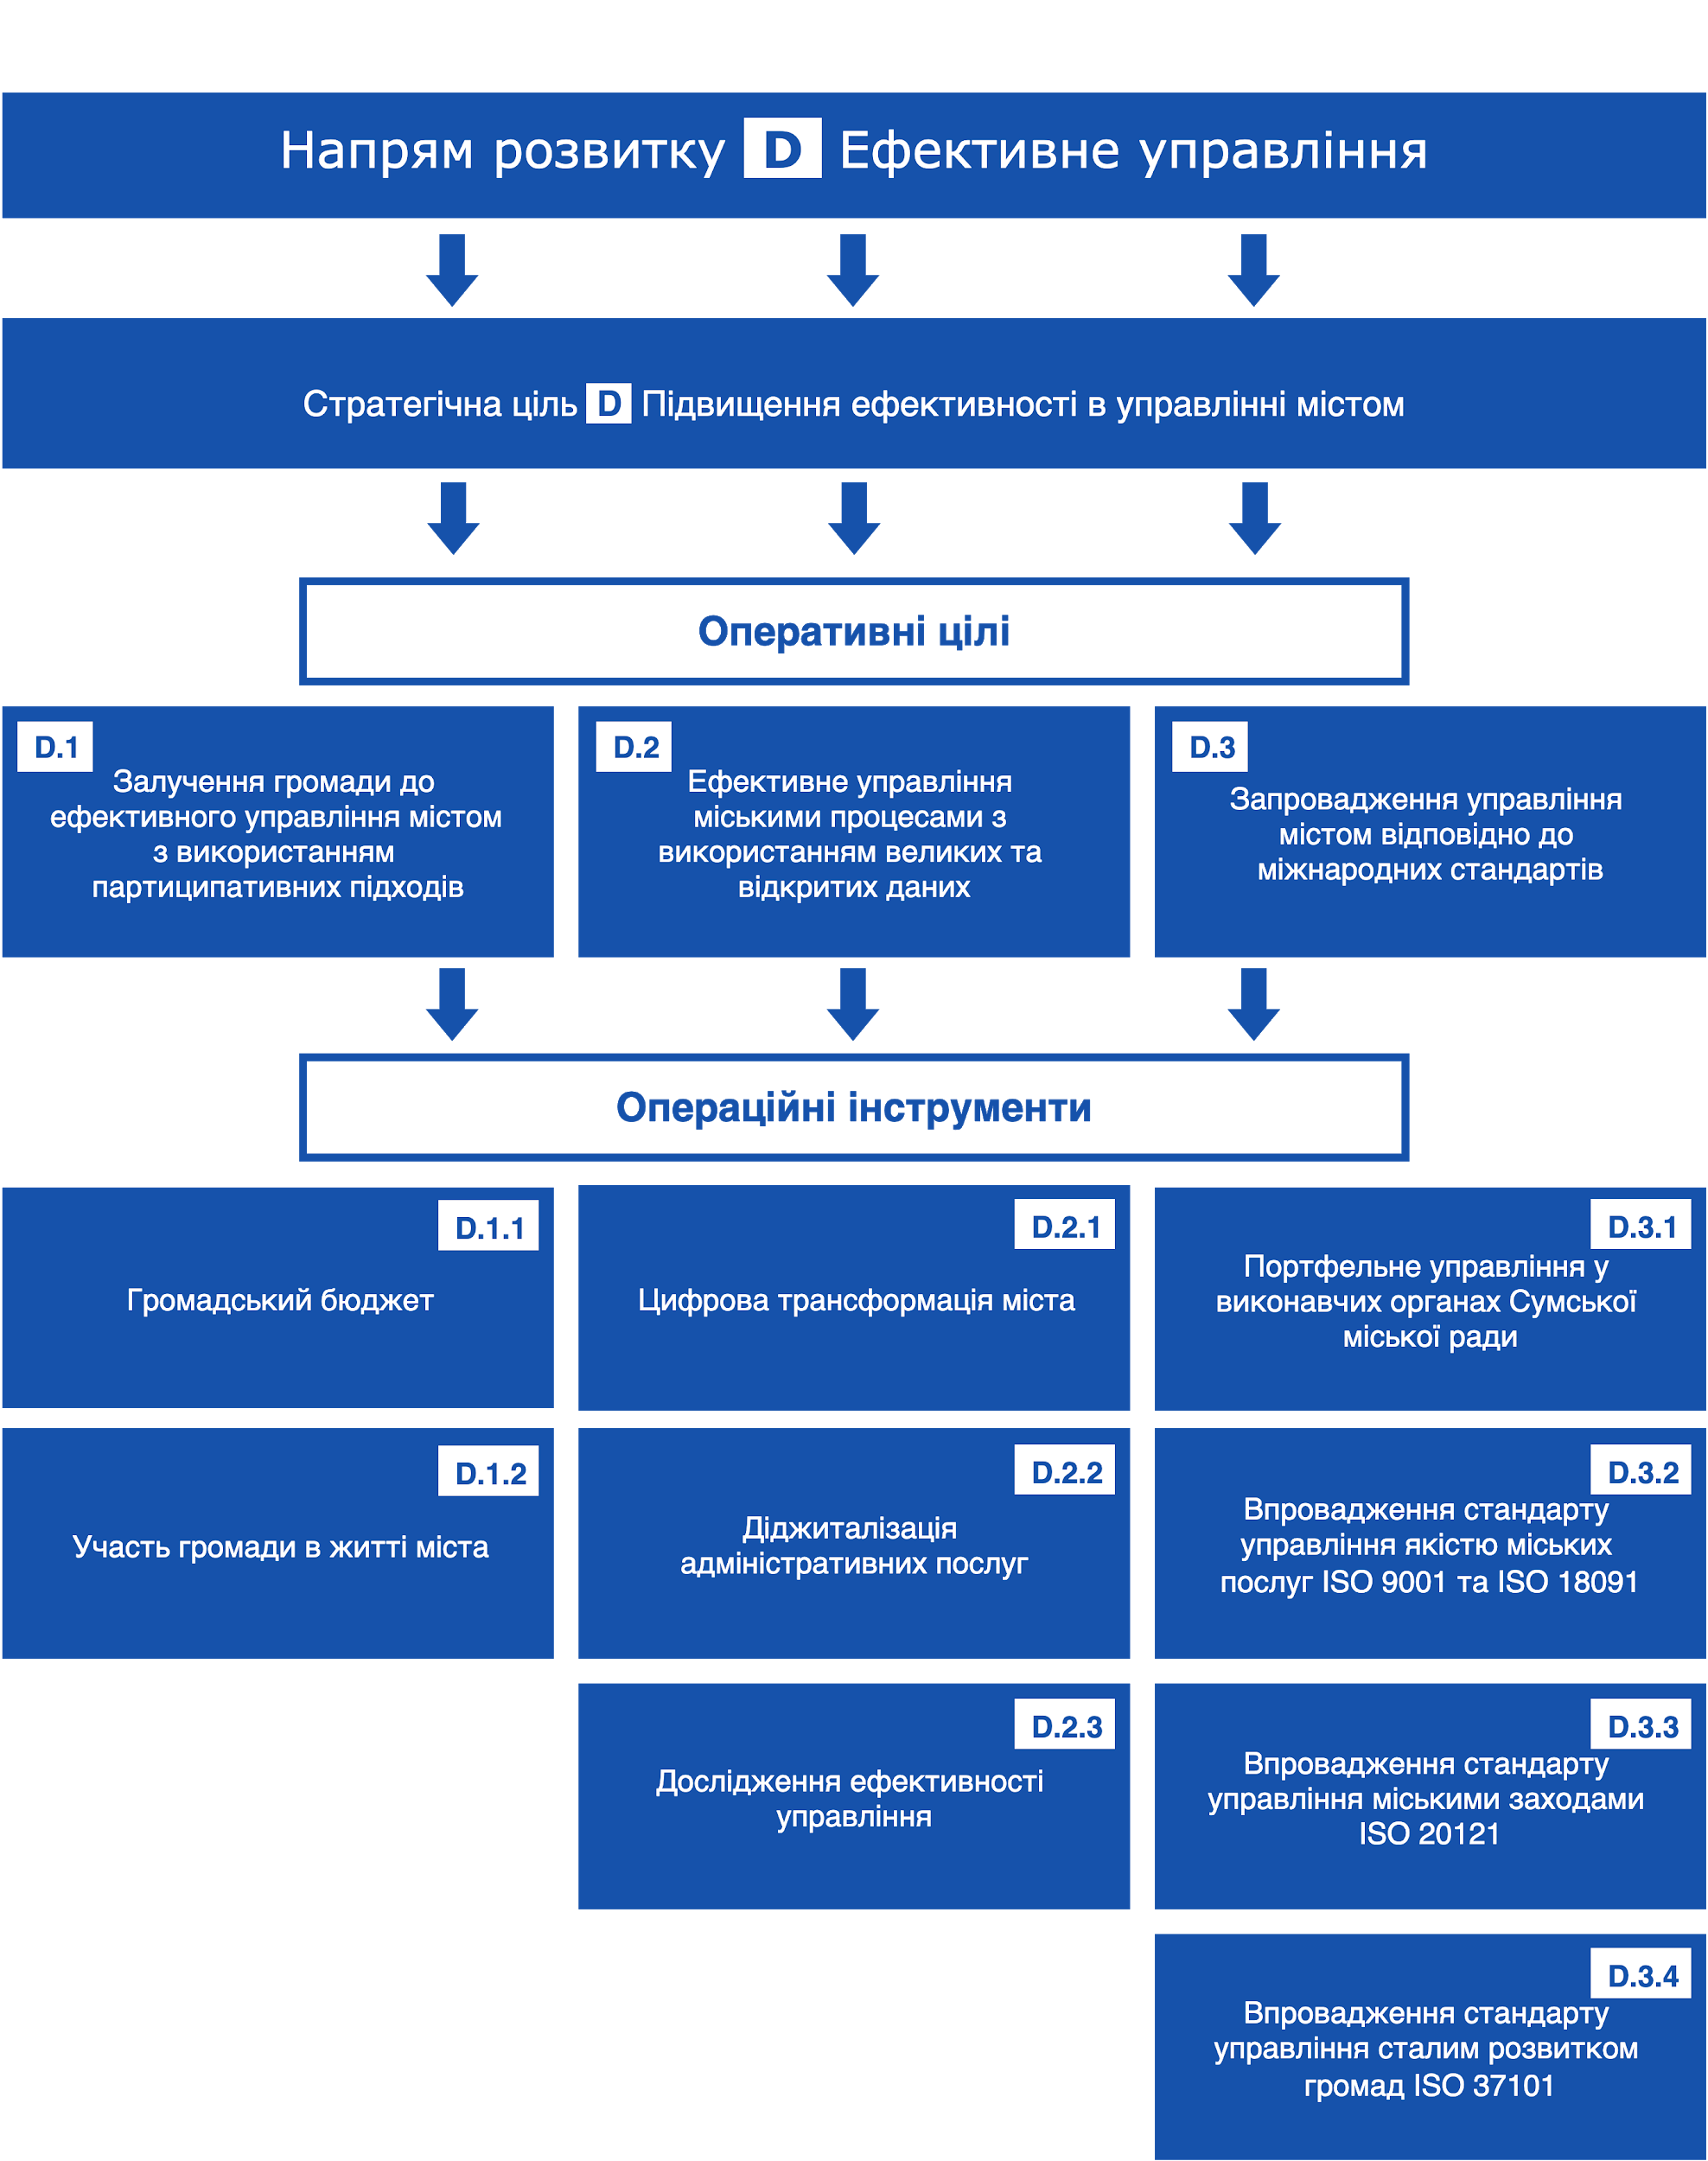 Напрям розвитку D Ефективне управління
Стратегічна ціль D Підвищення ефективності в управлінні містом
Оперативні цілі
D.1
Залучення громади до
ефективного управління містом
з використанням
партиципативних підходів
D.2
Ефективне управління
міськими процесами з
використанням великих та
відкритих даних
D.3
Запровадження управління
містом відповідно до
міжнародних стандартів
Операційні інструменти
D.1.1
Громадський бюджет
D.2.1
Цифрова трансформація міста
D.3.1
Портфельне управління у
виконавчих органах Сумської
міської ради
D.1.2
Участь громади в житті міста
D.2.2
Діджиталізація
адміністративних послуг
D.3.2
Впровадження стандарту
управління якістю міських
послуг ISO 9001 та ISO 18091
D.2.3
Дослідження ефективності
управління
D.3.3
Впровадження стандарту
управління міськими заходами
ISO 20121
D.3.4
Впровадження стандарту
управління сталим розвитком
громад ISO 37101